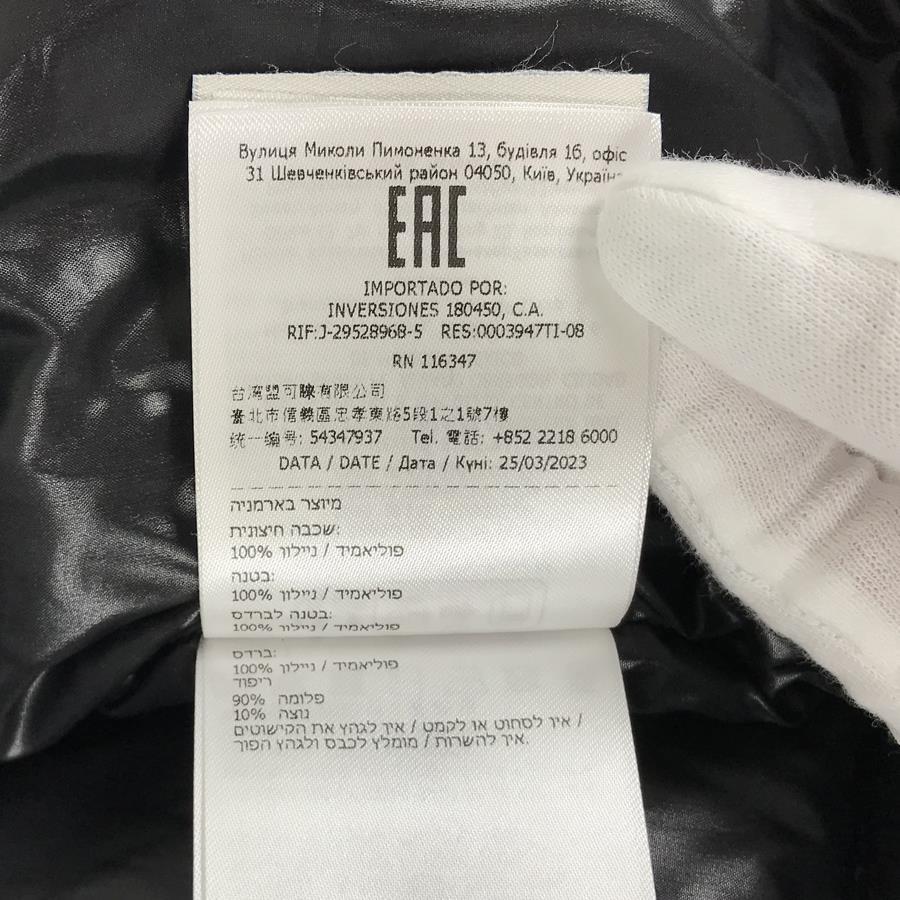 Вулиця Миколи Пимоненка 13, будівля 16, офіс
31 Шевченківський район 04050, Київ,
EAC
IMPORTADO POR:
INVERSIONES 180450, C.A.
RIF:J-29528968-5 RES:0003947TI-08
RN 116347
台灣盟可睞有限公司
臺北市信義區忠孝東路5段1之1號7樓
统一编号: 54347937 Tel. 電話: +852 2218 6000
DATA / DATE / Дата / Күні: 25/03/2023
מיוצר בארמניה
שכבה חיצונית:
100% פוליאמיד / ניילון
בטנה:
100% פוליאמיד / ניילון
בטנה לברדס:
100% פוליאמיד / ניילון
ברדס:
100% פוליאמיד / ניילון
ריפוד
90% פלומה
10% נוצה
אין לסחוט או לקמט / אין לגהץ את הקישוטים /
אין להשרות / מומלץ לכבס ולגהץ הפוך.